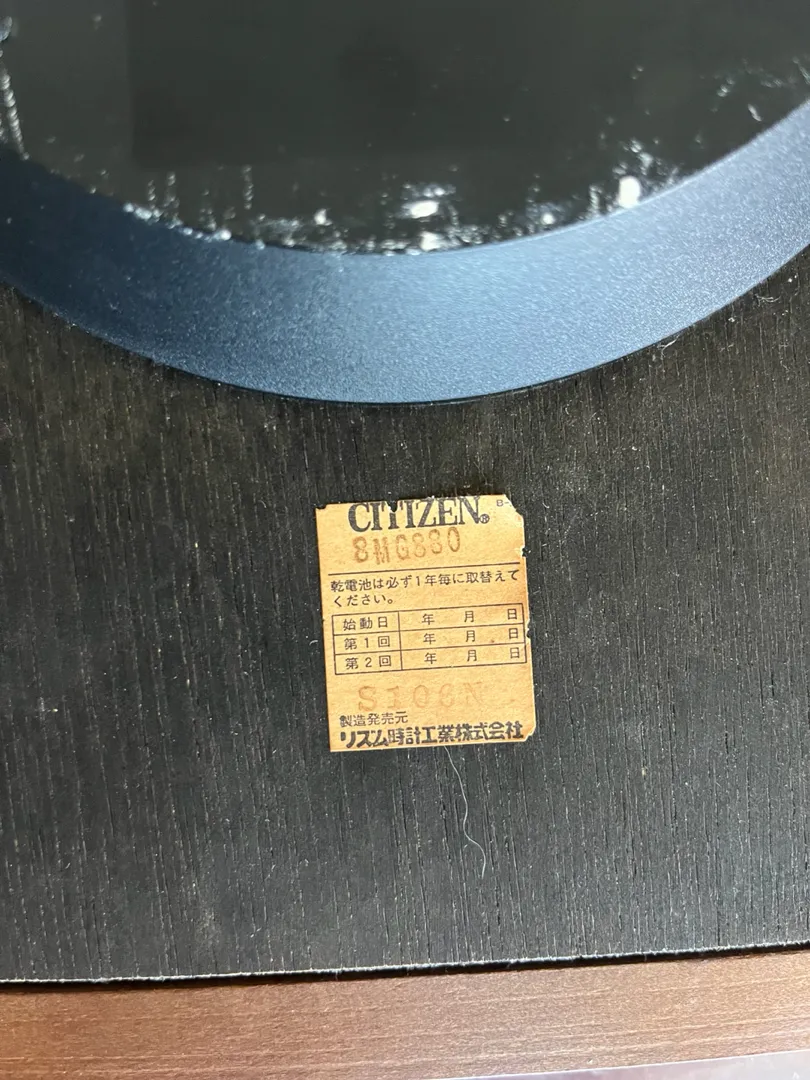 CITIZEN® B-
8MG880
乾電池は必ず1年毎に取替えて
ください。
始動日 年 月 日
第1回 年 月 日
第2回 年 月 日
製造発売元
リズム時計工業株式会社